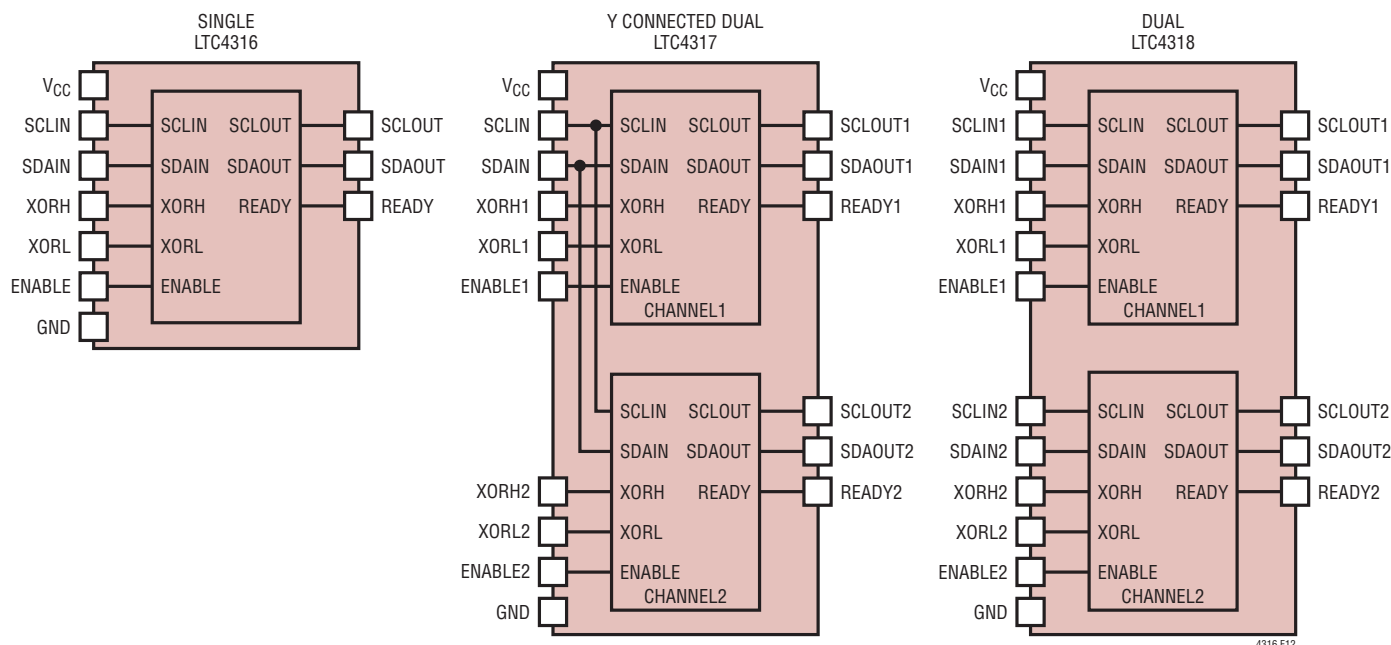 SINGLE
LTC4316
VCC
SCLIN
SDAIN
XORH
XORL
ENABLE
GND
SCLIN SCLOUT
SDAIN SDAOUT
XORH READY
XORL
ENABLE
SCLOUT
SDAOUT
READY
Y CONNECTED DUAL
LTC4317
VCC
SCLIN
SDAIN
XORH1
XORL1
ENABLE1
SCLIN SCLOUT
SDAIN SDAOUT
XORH READY
XORL
ENABLE
CHANNEL1
SCLOUT1
SDAOUT1
READY1
XORH2
XORL2
ENABLE2
GND
SCLIN SCLOUT
SDAIN SDAOUT
XORH READY
XORL
ENABLE
CHANNEL2
SCLOUT2
SDAOUT2
READY2
DUAL
LTC4318
VCC
SCLIN1
SDAIN1
XORH1
XORL1
ENABLE1
SCLIN SCLOUT
SDAIN SDAOUT
XORH READY
XORL
ENABLE
CHANNEL1
SCLOUT1
SDAOUT1
READY1
SCLIN2
SDAIN2
XORH2
XORL2
ENABLE2
GND
SCLIN SCLOUT
SDAIN SDAOUT
XORH READY
XORL
ENABLE
CHANNEL2
SCLOUT2
SDAOUT2
READY2
4316 F12